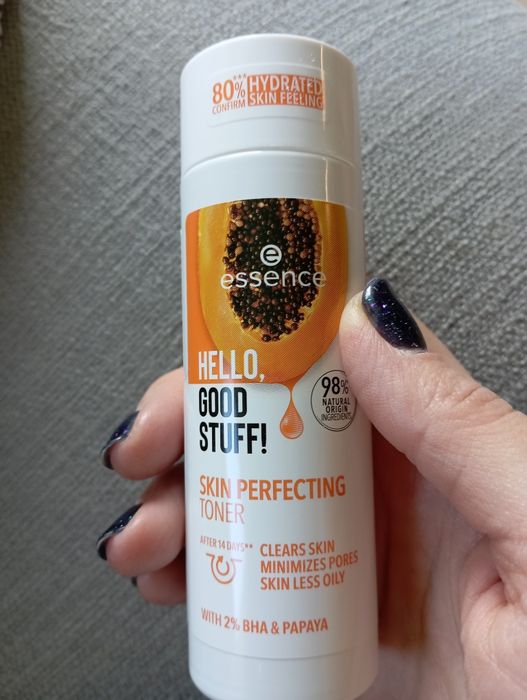 80%***
CONFIRM
HYDRATED
SKIN FEELING
e
essence
HELLO,
GOOD
STUFF!
98%
NATURAL
ORIGIN
INGREDIENTS
SKIN PERFECTING
TONER
AFTER 14 DAYS**
CLEARS SKIN
MINIMIZES PORES
SKIN LESS OILY
WITH 2% BHA & PAPAYA